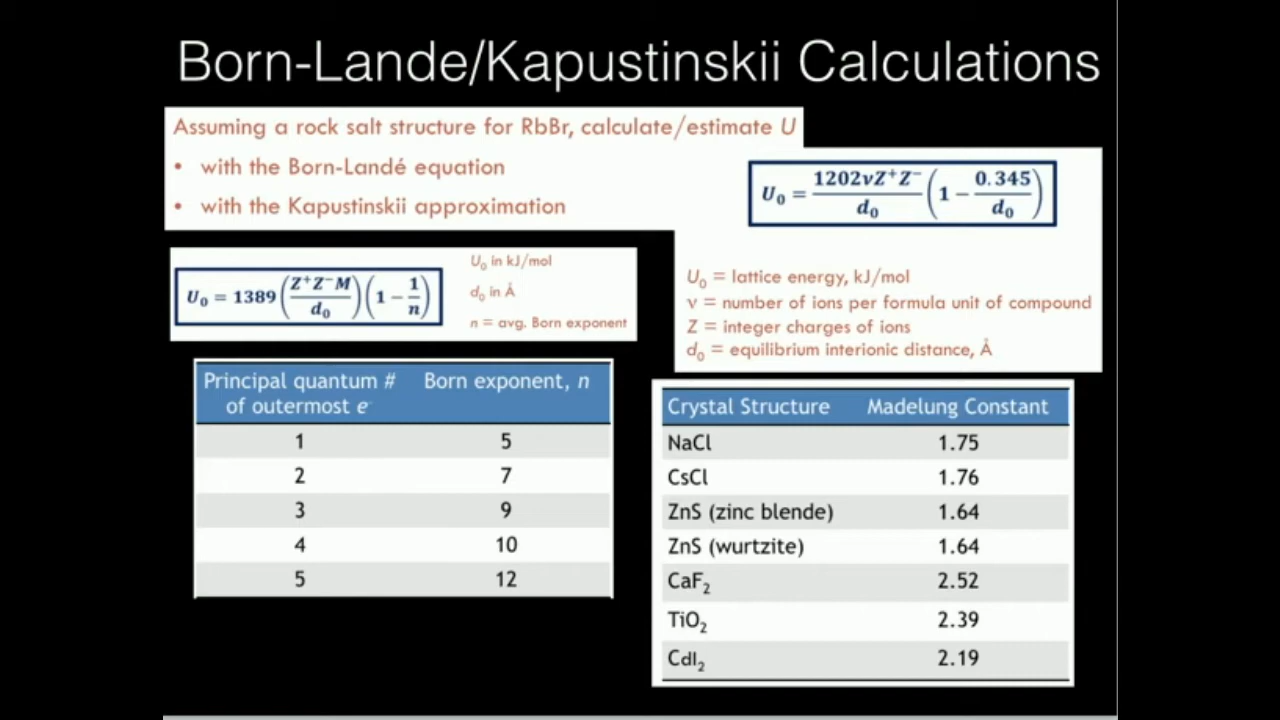 Born-Lande/Kapustinskii Calculations
Assuming a rock salt structure for RbBr, calculate/estimate U
• with the Born-Landé equation
• with the Kapustinskii approximation
U₀ = 1202νZ⁺Z⁻/d₀ (1 − 0.345/d₀)
U₀ = lattice energy, kJ/mol
ν = number of ions per formula unit of compound
Z = integer charges of ions
d₀ = equilibrium interionic distance, Å
U₀ = 1389 (Z⁺Z⁻M/d₀)(1 − 1/n)
U₀ in kJ/mol
d₀ in Å
n = avg. Born exponent
Principal quantum # of outermost e⁻ Born exponent, n
1 5
2 7
3 9
4 10
5 12
Crystal Structure Madelung Constant
NaCl 1.75
CsCl 1.76
ZnS (zinc blende) 1.64
ZnS (wurtzite) 1.64
CaF₂ 2.52
TiO₂ 2.39
CdI₂ 2.19